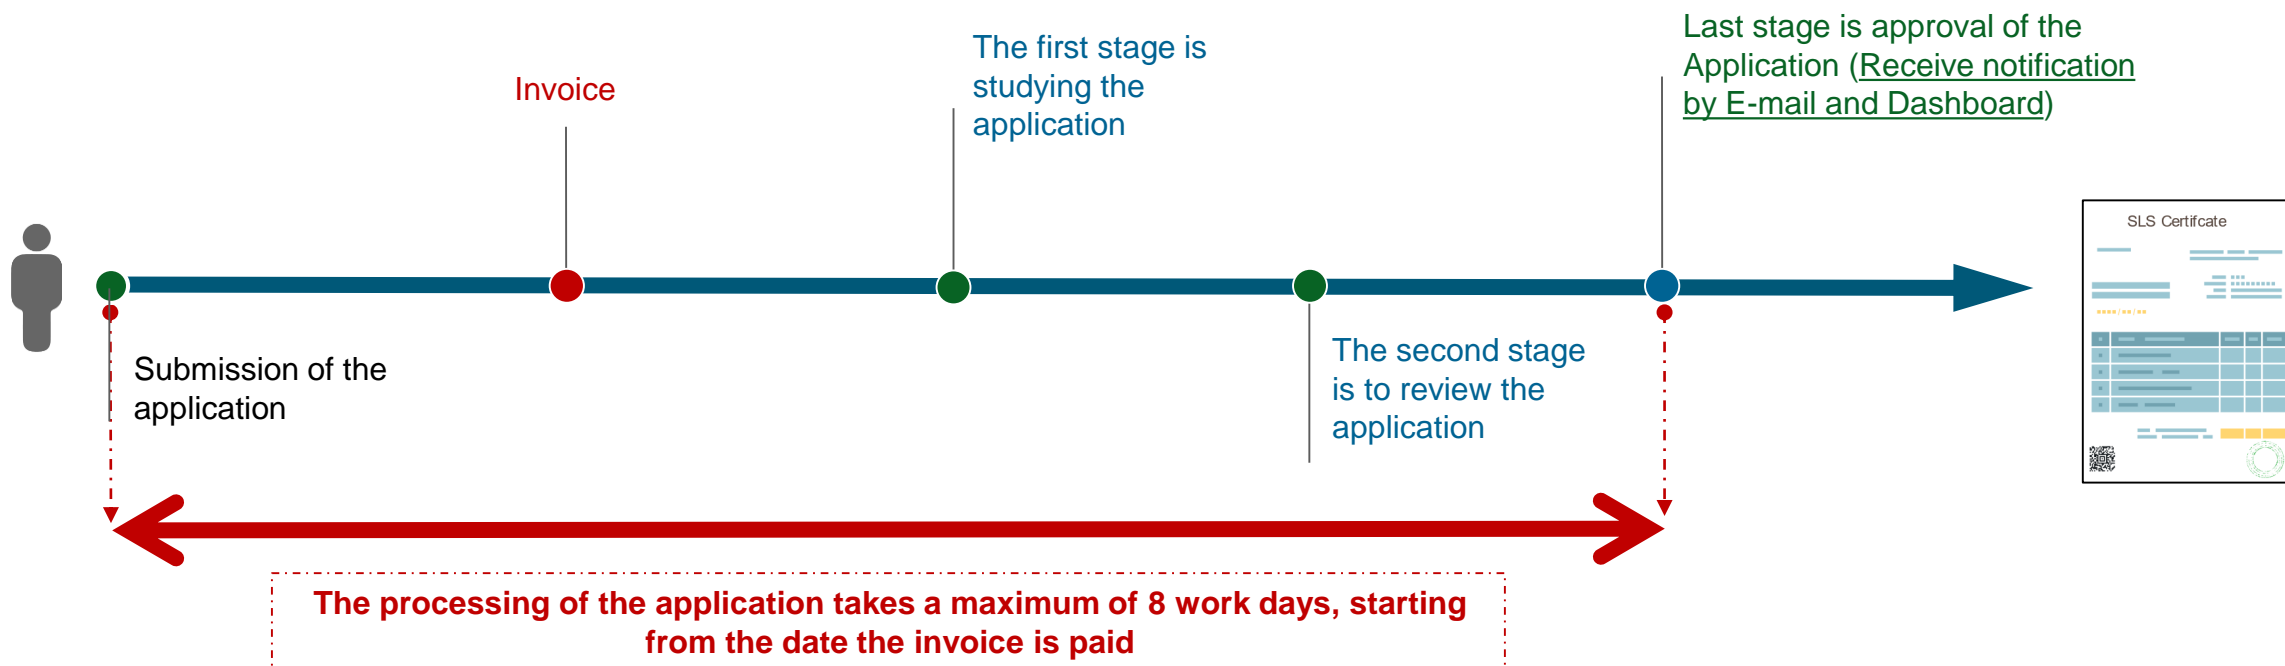 Invoice
The first stage is
studying the
application
Last stage is approval of the
Application (Receive notification
by E-mail and Dashboard)
SLS Certifcate
Submission of the
application
The second stage
is to review the
application
The processing of the application takes a maximum of 8 work days, starting
from the date the invoice is paid